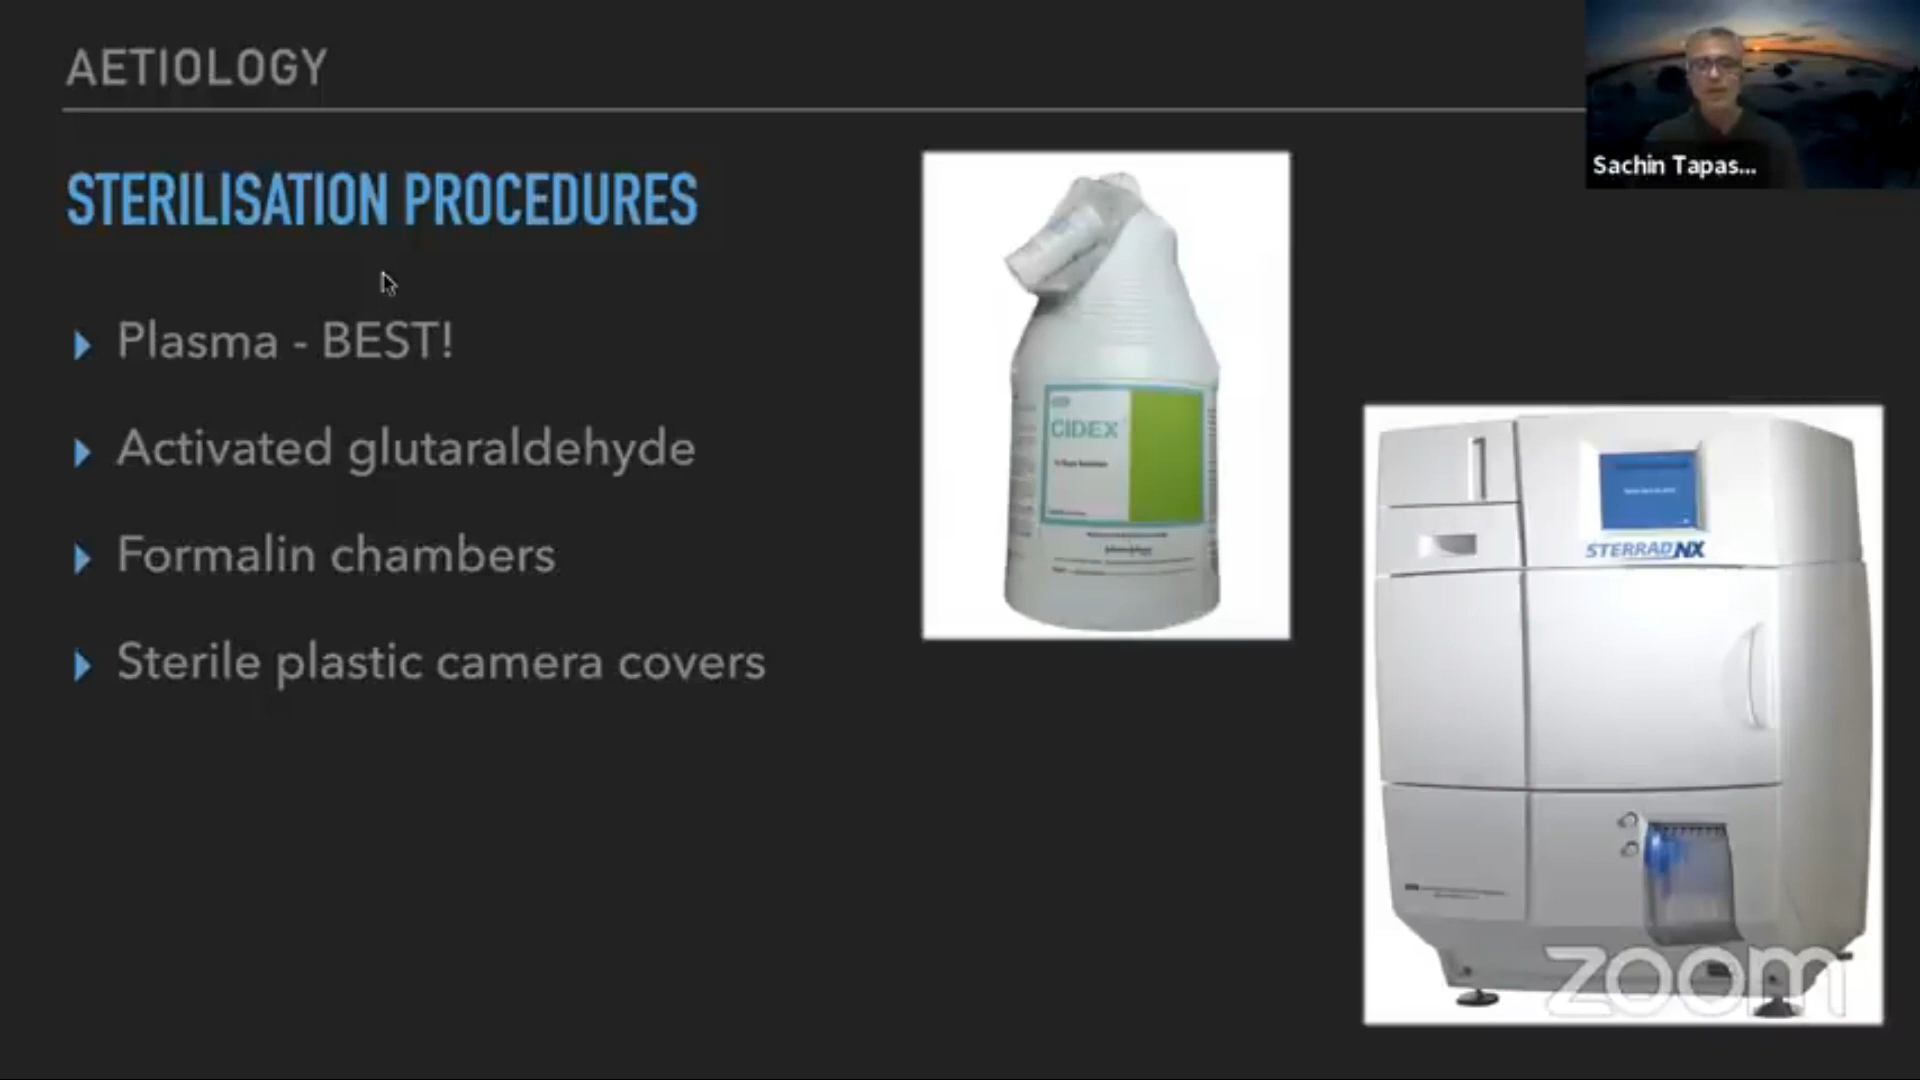 AETIOLOGY
Sachin Tapas...
STERILISATION PROCEDURES
Plasma - BEST!
Activated glutaraldehyde
Formalin chambers
Sterile plastic camera covers
CIDEX
STERRAD NX
zoom